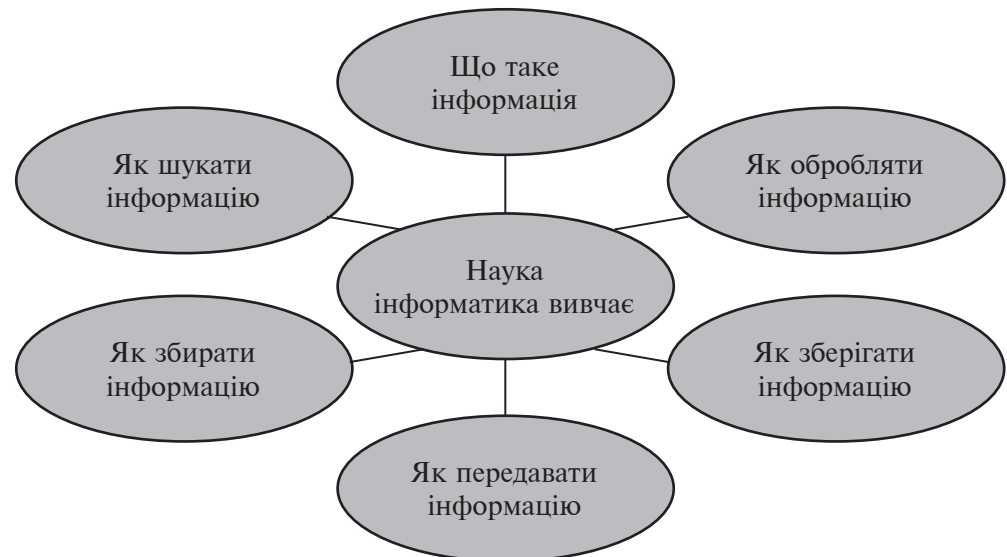 Що таке
інформація
Як шукати
інформацію
Як обробляти
інформацію
Наука
інформатика вивчає
Як збирати
інформацію
Як зберігати
інформацію
Як передавати
інформацію